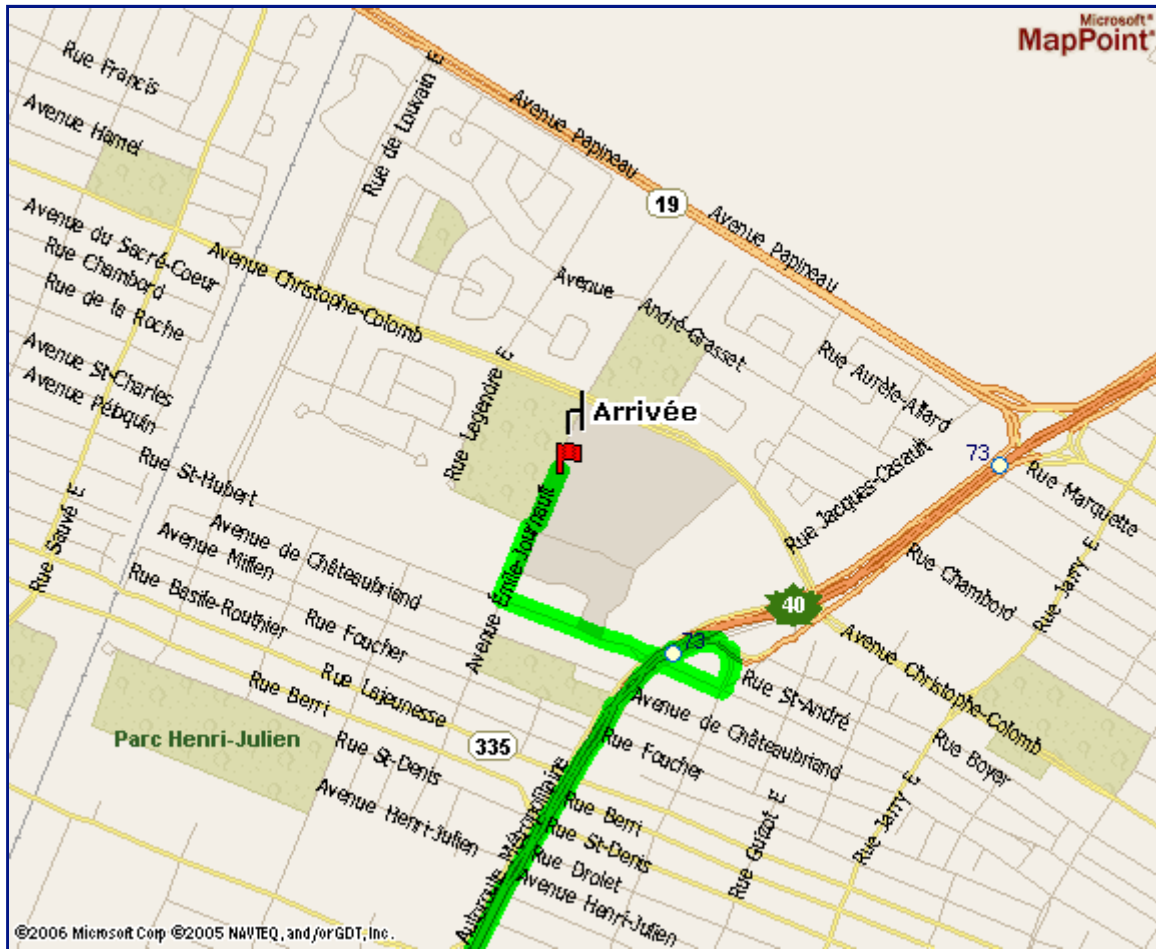 Microsoft®
MapPoint®
Rue Francis
Avenue Hamel
Rue de Louvain E
Avenue Papineau
19
Avenue Papineau
Avenue du Sacré-Coeur
Rue Chambord
Rue de la Roche
Avenue Christophe-Colomb
Avenue André-Grasset
Avenue St-Charles
Avenue Péloquin
Rue Legendre E
Arrivée
Rue Aurèle-Allard
Rue St-Hubert
Rue Sauvé E
Avenue de Châteaubriand
Avenue Millen
Rue Basile-Routhier
Rue Foucher
Avenue Émile-Journault
Rue Jacques-Casault
73
Rue Marquette
Rue Chambord
Rue Jarry E
40
73
Avenue Christophe-Colomb
Rue Lajeunesse
Rue Berri
Parc Henri-Julien
335
Rue St-Denis
Avenue Henri-Julien
Rue St-André
Avenue de Châteaubriand
Rue Foucher
Rue Boyer
Rue Jarry E
Rue Guizot E
Autoroute Métropolitaine
Rue Berri
Rue St-Denis
Rue Drolet
Avenue Henri-Julien
©2006 Microsoft Corp ©2005 NAVTEQ, and/or GDT, Inc.